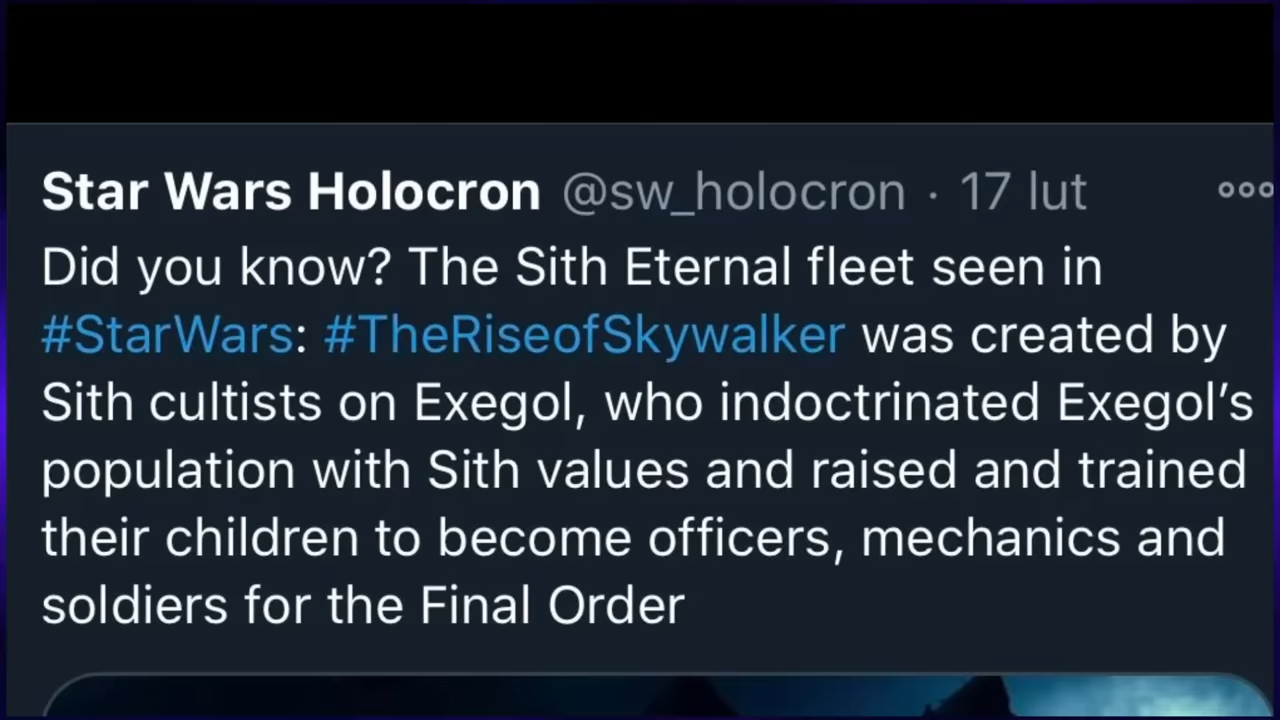 Star Wars Holocron @sw_holocron · 17 lut
Did you know? The Sith Eternal fleet seen in
#StarWars: #TheRiseofSkywalker was created by
Sith cultists on Exegol, who indoctrinated Exegol’s
population with Sith values and raised and trained
their children to become officers, mechanics and
soldiers for the Final Order